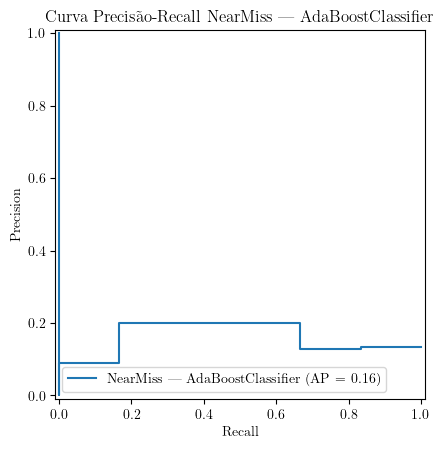 Curva Precisão-Recall NearMiss — AdaBoostClassifier
1.0
0.8
0.6
0.4
0.2
0.0
Precision
NearMiss — AdaBoostClassifier (AP = 0.16)
0.0 0.2 0.4 0.6 0.8 1.0
Recall